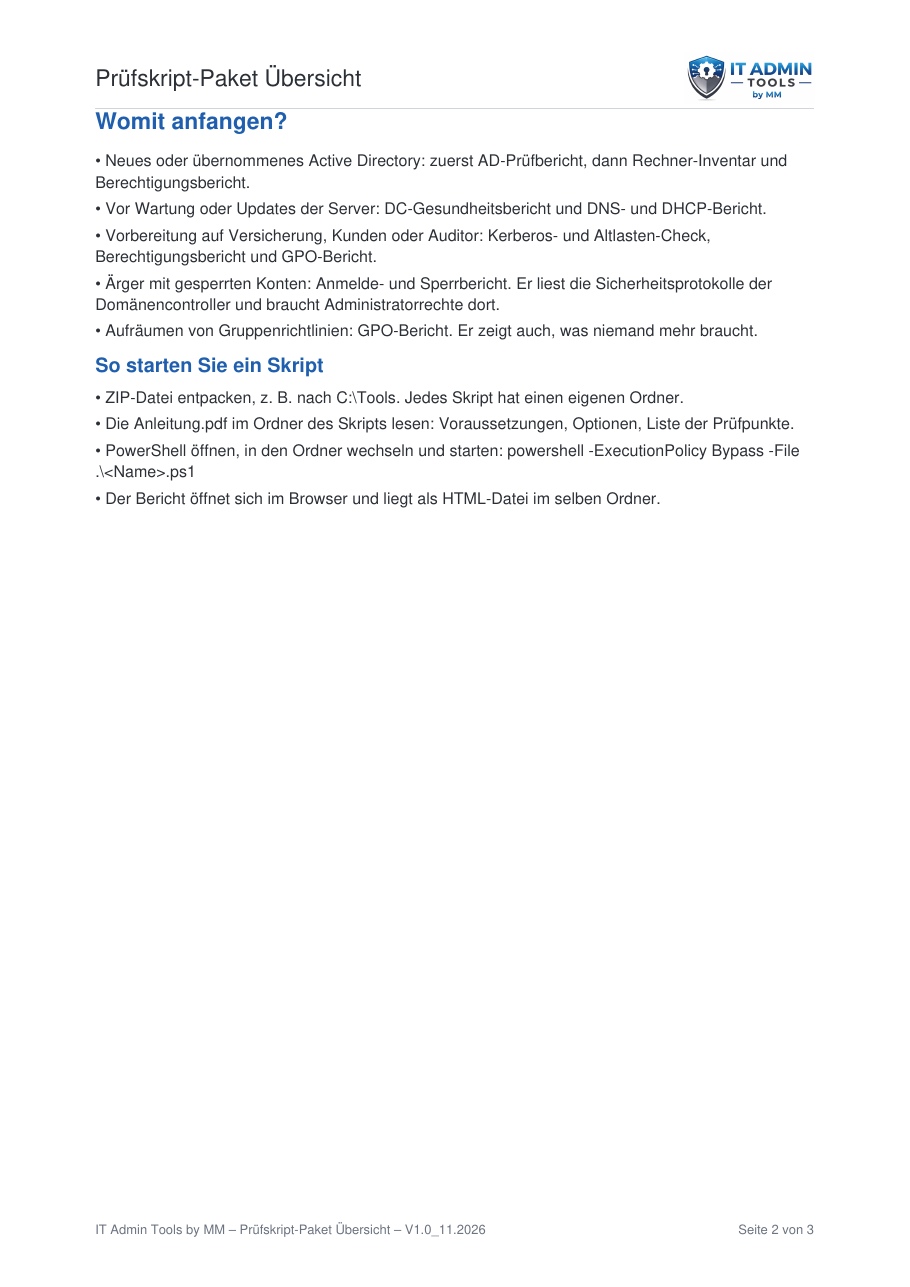 Prüfskript-Paket Übersicht
IT ADMIN
TOOLS
by MM
Womit anfangen?
• Neues oder übernommenes Active Directory: zuerst AD-Prüfbericht, dann Rechner-Inventar und
Berechtigungsbericht.
• Vor Wartung oder Updates der Server: DC-Gesundheitsbericht und DNS- und DHCP-Bericht.
• Vorbereitung auf Versicherung, Kunden oder Auditor: Kerberos- und Altlasten-Check,
Berechtigungsbericht und GPO-Bericht.
• Ärger mit gesperrten Konten: Anmelde- und Sperrbericht. Er liest die Sicherheitsprotokolle der
Domänencontroller und braucht Administratorrechte dort.
• Aufräumen von Gruppenrichtlinien: GPO-Bericht. Er zeigt auch, was niemand mehr braucht.
So starten Sie ein Skript
• ZIP-Datei entpacken, z. B. nach C:\Tools. Jedes Skript hat einen eigenen Ordner.
• Die Anleitung.pdf im Ordner des Skripts lesen: Voraussetzungen, Optionen, Liste der Prüfpunkte.
• PowerShell öffnen, in den Ordner wechseln und starten: powershell -ExecutionPolicy Bypass -File
.\<Name>.ps1
• Der Bericht öffnet sich im Browser und liegt als HTML-Datei im selben Ordner.
IT Admin Tools by MM – Prüfskript-Paket Übersicht – V1.0_11.2026
Seite 2 von 3